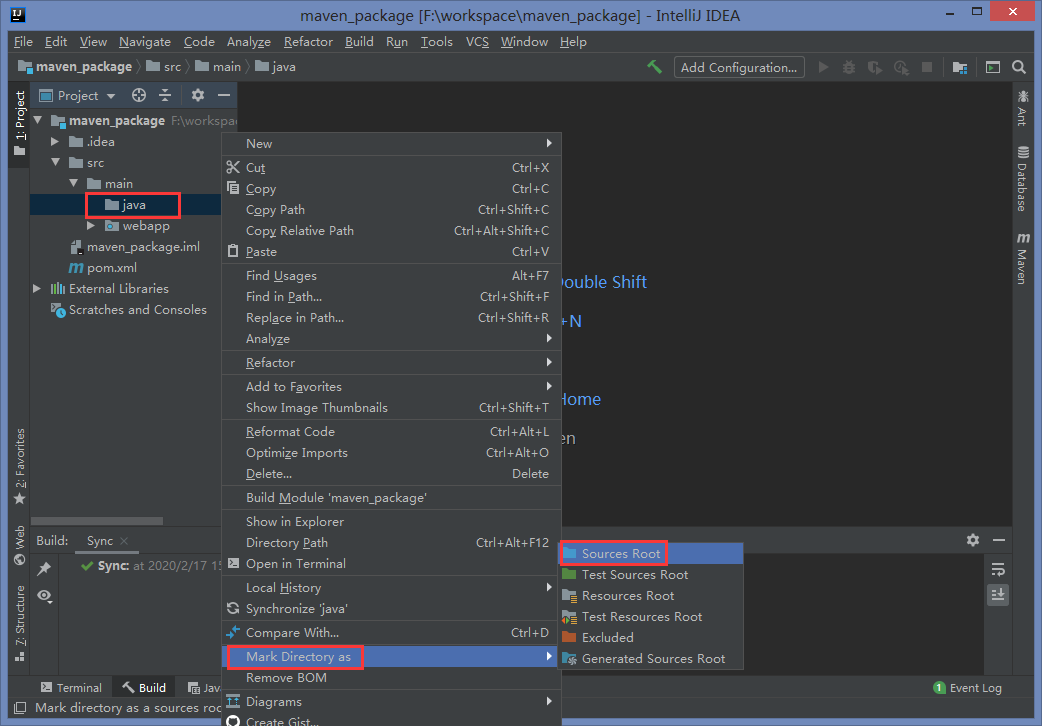 maven_package [F:\workspace\maven_package] - IntelliJ IDEA
File Edit View Navigate Code Analyze Refactor Build Run Tools VCS Window Help
maven_package src main java Add Configuration...
1: Project
Project
maven_package F:\workspac
.idea
src
main
java
webapp
maven_package.iml
pom.xml
External Libraries
Scratches and Consoles
New
Cut Ctrl+X
Copy Ctrl+C
Copy Path Ctrl+Shift+C
Copy Relative Path Ctrl+Alt+Shift+C
Paste Ctrl+V
Find Usages Alt+F7
Find in Path... Ctrl+Shift+F
Replace in Path... Ctrl+Shift+R
Analyze
Refactor
Add to Favorites
Show Image Thumbnails Ctrl+Shift+T
Reformat Code Ctrl+Alt+L
Optimize Imports Ctrl+Alt+O
Delete... Delete
Build Module 'maven_package'
Show in Explorer
Directory Path Ctrl+Alt+F12
Open in Terminal
Local History
Synchronize 'java'
Compare With... Ctrl+D
Mark Directory as
Remove BOM
Diagrams
Create Gist...
Sources Root
Test Sources Root
Resources Root
Test Resources Root
Excluded
Generated Sources Root
Double Shift
+N
Home
en
Ant
Database
m Maven
2: Favorites
Web
7: Structure
Build: Sync
Sync: at 2020/2/17 15
Terminal Build Jav
1 Event Log
Mark directory as a sources roo